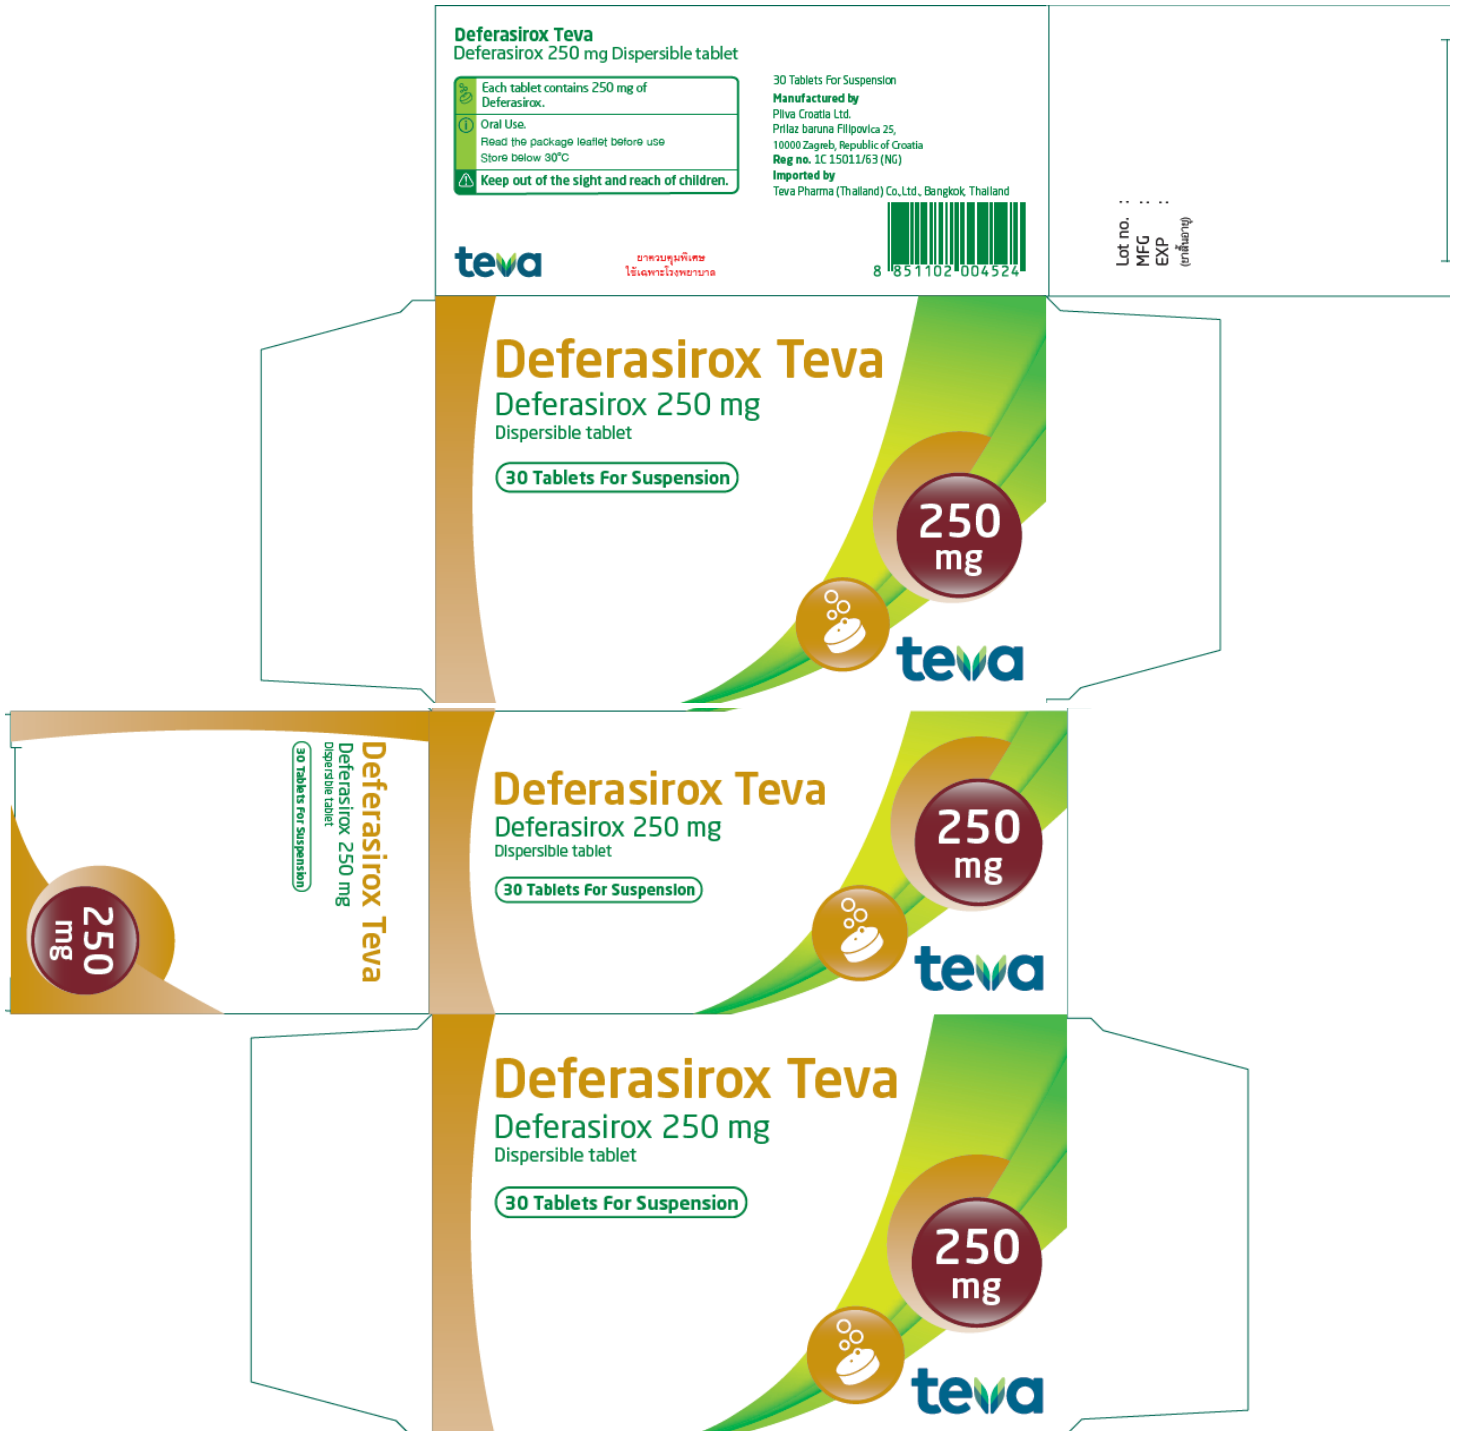 Deferasirox Teva
Deferasirox 250 mg Dispersible tablet
Each tablet contains 250 mg of
Deferasirox.
Oral Use.
Read the package leaflet before use
Store below 30°C
Keep out of the sight and reach of children.
30 Tablets For Suspension
Manufactured by
Pliva Croatia Ltd.
Prilaz baruna Filipovica 25,
10000 Zagreb, Republic of Croatia
Reg no. 1C 15011/63 (NG)
Imported by
Teva Pharma (Thailand) Co.,Ltd., Bangkok, Thailand
teva
ยาควบคุมพิเศษ
ใช้เฉพาะโรงพยาบาล
8 851102 004524
Lot no. :
MFG :
EXP :
(ยาสิ้นอายุ)
Deferasirox Teva
Deferasirox 250 mg
Dispersible tablet
30 Tablets For Suspension
250
mg
teva
Deferasirox Teva
Deferasirox 250 mg
Dispersible tablet
30 Tablets For Suspension
250
mg
Deferasirox Teva
Deferasirox 250 mg
Dispersible tablet
30 Tablets For Suspension
250
mg
teva
Deferasirox Teva
Deferasirox 250 mg
Dispersible tablet
30 Tablets For Suspension
250
mg
teva